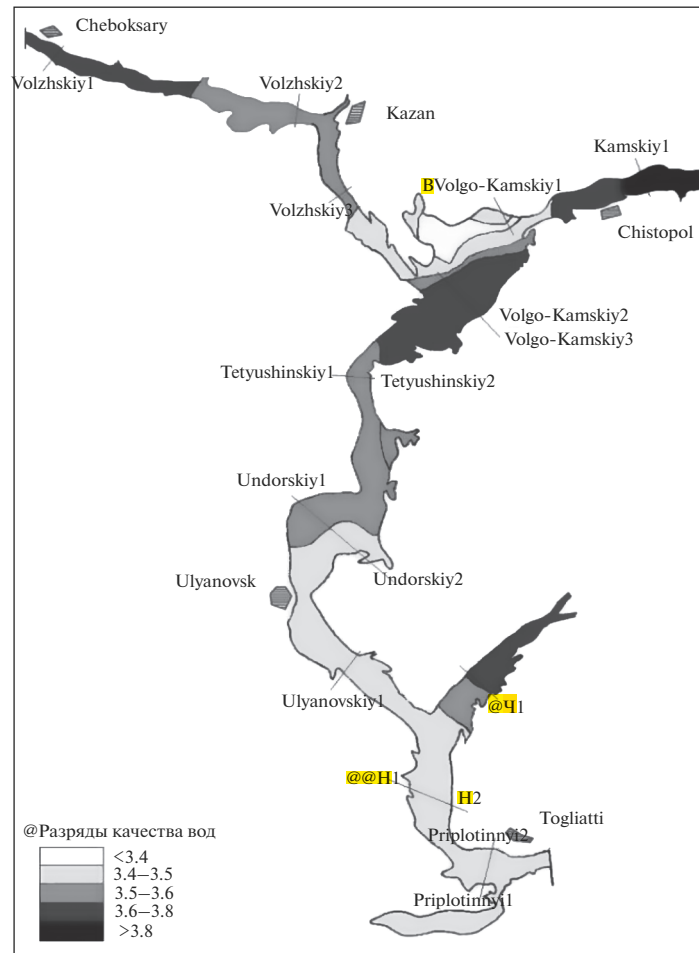 Cheboksary
Volzhskiy1
Volzhskiy2
Kazan
Kamskiy1
ВVolgo-Kamskiy1
Volzhskiy3
Chistopol
Volgo-Kamskiy2
Volgo-Kamskiy3
Tetyushinskiy1
Tetyushinskiy2
Undorskiy1
Undorskiy2
Ulyanovsk
Ulyanovskiy1
@Ч1
@@Н1
Н2
Togliatti
Priplotinnyi2
Priplotinnyi1
@Разряды качества вод
<3.4
3.4–3.5
3.5–3.6
3.6–3.8
>3.8